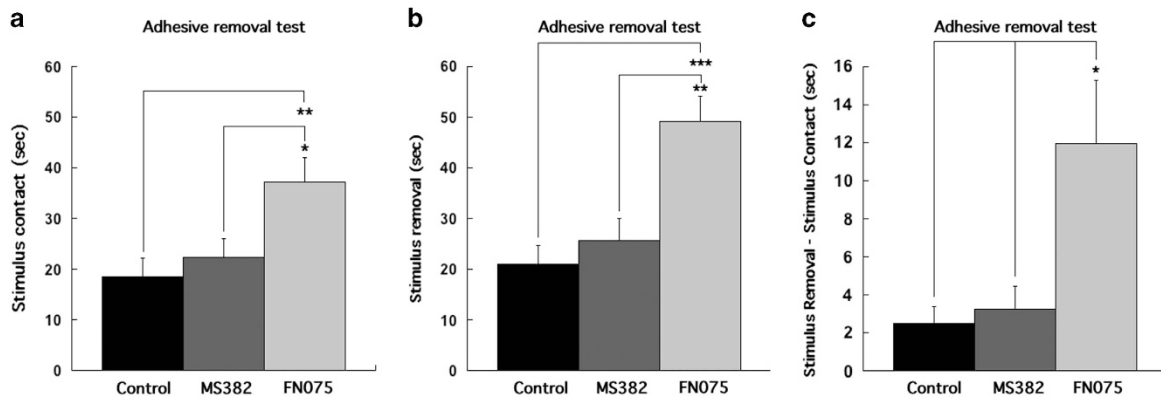 a
Adhesive removal test
Stimulus contact (sec)
60
50
40
30
20
10
0
**
*
Control MS382 FN075
b
Adhesive removal test
Stimulus removal (sec)
60
50
40
30
20
10
0
***
**
Control MS382 FN075
c
Adhesive removal test
Stimulus Removal - Stimulus Contact (sec)
16
14
12
10
8
6
4
2
0
*
Control MS382 FN075